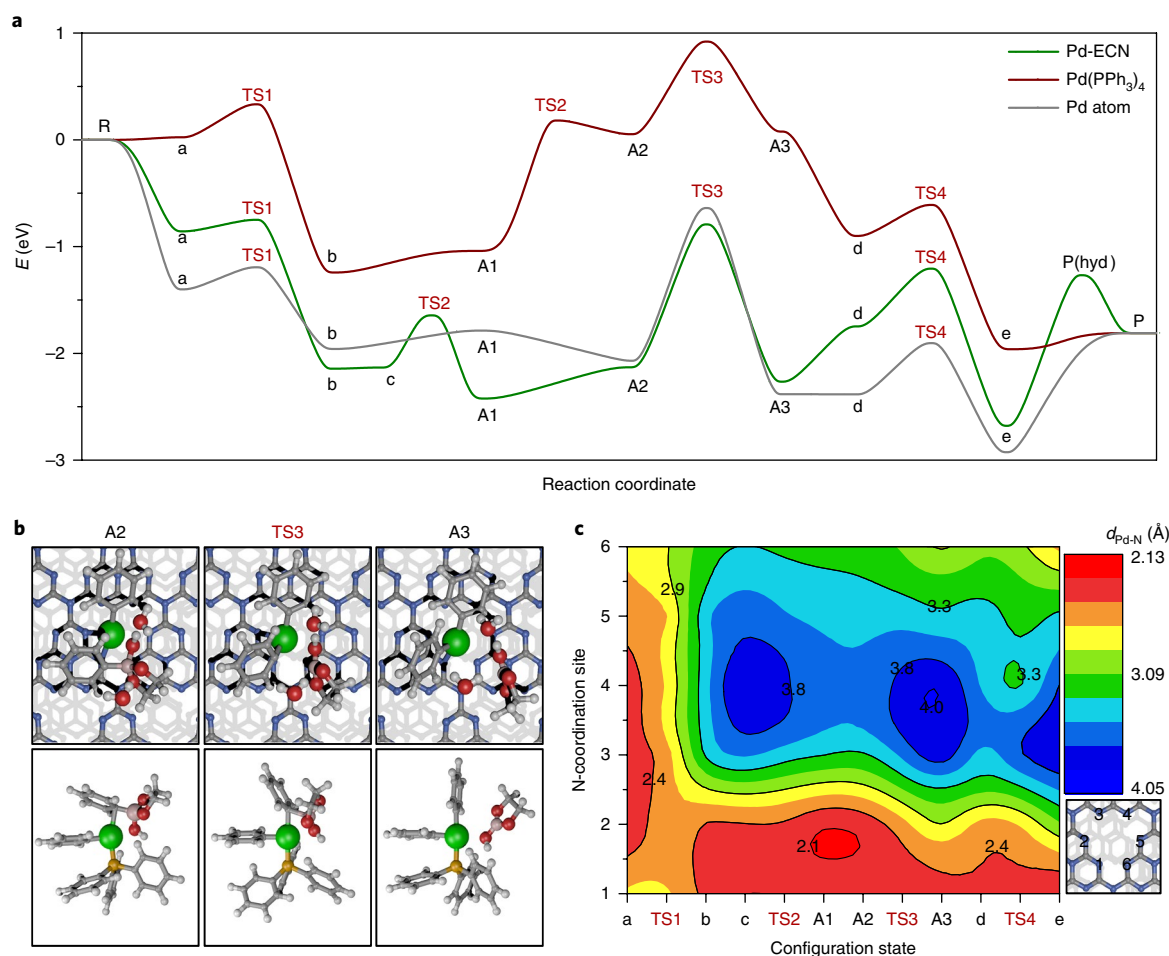 a
1
0
−1
−2
−3
E (eV)
Reaction coordinate
Pd-ECN
Pd(PPh3)4
Pd atom
R
a
TS1
a
TS1
a
TS1
b
A1
TS2
A2
TS3
A3
d
TS4
e
b
b
c
TS2
A1
A1
A2
TS3
A3
d
TS4
d
TS4
e
P(hyd)
P
b
A2
TS3
A3
c
dPd-N (Å)
2.13
3.09
4.05
N-coordination site
6
5
4
3
2
1
2.9
3.3
3.8
3.8
4.0
3.3
2.4
2.1
2.4
a TS1 b c TS2 A1 A2 TS3 A3 d TS4 e
Configuration state
3 4
2 5
1 6